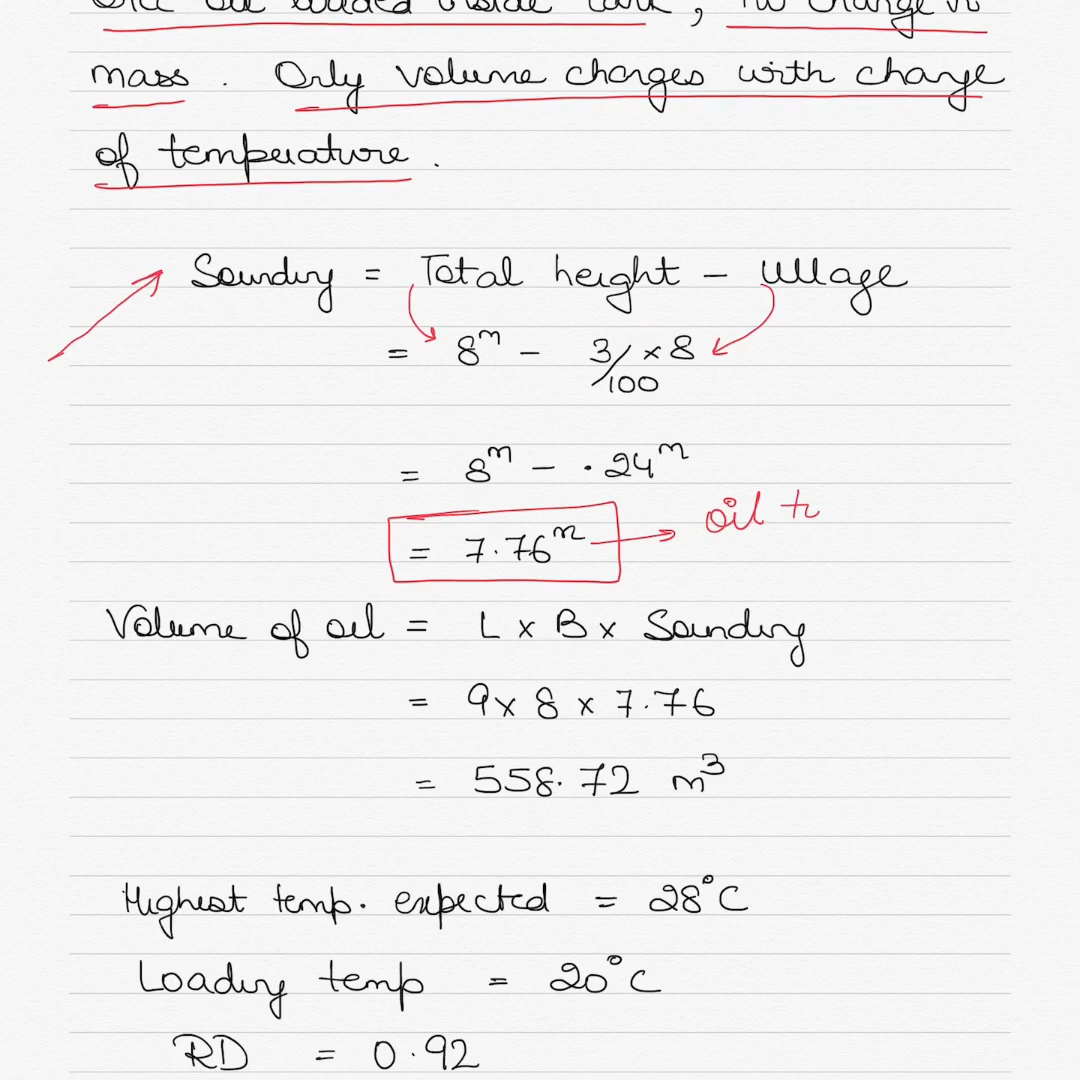 mass. Only volume changes with change
of temperature.
Sounding = Total height - Ullage
= 8m - 3/100 x 8
= 8m - .24m
= 7.76m → oil
Volume of oil = L x B x Sounding
= 9 x 8 x 7.76
= 558.72 m³
Highest temp. expected = 28°C
Loading temp = 20°C
RD = 0.92